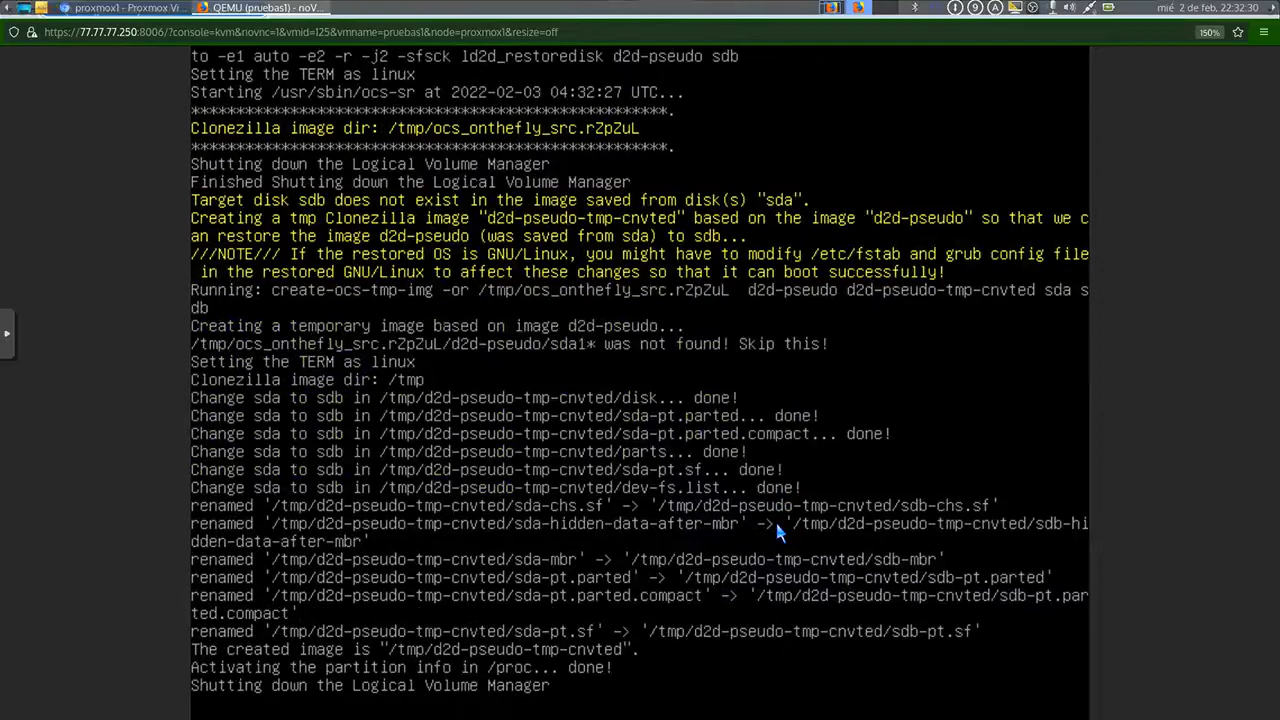 proxmox1 - Proxmox Vi...
QEMU (pruebas1) - noV...
9
A
mié 2 de feb, 22:32:30
https://77.77.77.250:8006/?console=kvm&novnc=1&vmid=125&vmname=pruebas1&node=proxmox1&resize=off
150%
to -e1 auto -e2 -r -j2 -sfsck ld2d_restoredisk d2d-pseudo sdb
Setting the TERM as linux
Starting /usr/sbin/ocs-sr at 2022-02-03 04:32:27 UTC...
*****************************************************.
Clonezilla image dir: /tmp/ocs_onthefly_src.rZpZuL
*****************************************************.
Shutting down the Logical Volume Manager
Finished Shutting down the Logical Volume Manager
Target disk sdb does not exist in the image saved from disk(s) "sda".
Creating a tmp Clonezilla image "d2d-pseudo-tmp-cnvted" based on the image "d2d-pseudo" so that we c
an restore the image d2d-pseudo (was saved from sda) to sdb...
///NOTE/// If the restored OS is GNU/Linux, you might have to modify /etc/fstab and grub config file
 in the restored GNU/Linux to affect these changes so that it can boot successfully!
Running: create-ocs-tmp-img -or /tmp/ocs_onthefly_src.rZpZuL  d2d-pseudo d2d-pseudo-tmp-cnvted sda s
db
Creating a temporary image based on image d2d-pseudo...
/tmp/ocs_onthefly_src.rZpZuL/d2d-pseudo/sda1* was not found! Skip this!
Setting the TERM as linux
Clonezilla image dir: /tmp
Change sda to sdb in /tmp/d2d-pseudo-tmp-cnvted/disk... done!
Change sda to sdb in /tmp/d2d-pseudo-tmp-cnvted/sda-pt.parted... done!
Change sda to sdb in /tmp/d2d-pseudo-tmp-cnvted/sda-pt.parted.compact... done!
Change sda to sdb in /tmp/d2d-pseudo-tmp-cnvted/parts... done!
Change sda to sdb in /tmp/d2d-pseudo-tmp-cnvted/sda-pt.sf... done!
Change sda to sdb in /tmp/d2d-pseudo-tmp-cnvted/dev-fs.list... done!
renamed '/tmp/d2d-pseudo-tmp-cnvted/sda-chs.sf' -> '/tmp/d2d-pseudo-tmp-cnvted/sdb-chs.sf'
renamed '/tmp/d2d-pseudo-tmp-cnvted/sda-hidden-data-after-mbr' -> '/tmp/d2d-pseudo-tmp-cnvted/sdb-hi
dden-data-after-mbr'
renamed '/tmp/d2d-pseudo-tmp-cnvted/sda-mbr' -> '/tmp/d2d-pseudo-tmp-cnvted/sdb-mbr'
renamed '/tmp/d2d-pseudo-tmp-cnvted/sda-pt.parted' -> '/tmp/d2d-pseudo-tmp-cnvted/sdb-pt.parted'
renamed '/tmp/d2d-pseudo-tmp-cnvted/sda-pt.parted.compact' -> '/tmp/d2d-pseudo-tmp-cnvted/sdb-pt.par
ted.compact'
renamed '/tmp/d2d-pseudo-tmp-cnvted/sda-pt.sf' -> '/tmp/d2d-pseudo-tmp-cnvted/sdb-pt.sf'
The created image is "/tmp/d2d-pseudo-tmp-cnvted".
Activating the partition info in /proc... done!
Shutting down the Logical Volume Manager